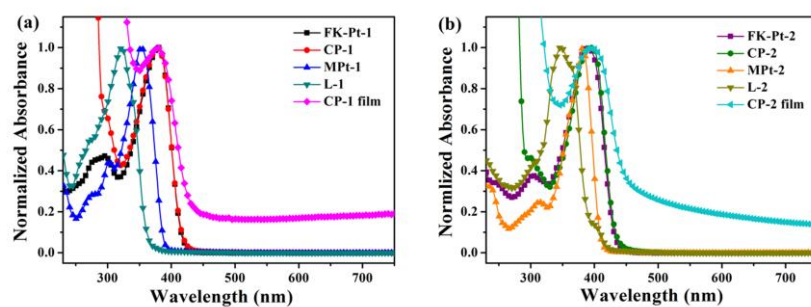 (a)
Normalized Absorbance
1.0
0.8
0.6
0.4
0.2
0.0
FK-Pt-1
CP-1
MPt-1
L-1
CP-1 film
300 400 500 600 700
Wavelength (nm)
(b)
Normlized Absorbance
1.0
0.8
0.6
0.4
0.2
0.0
FK-Pt-2
CP-2
MPt-2
L-2
CP-2 film
300 400 500 600 700
Wavelength (nm)